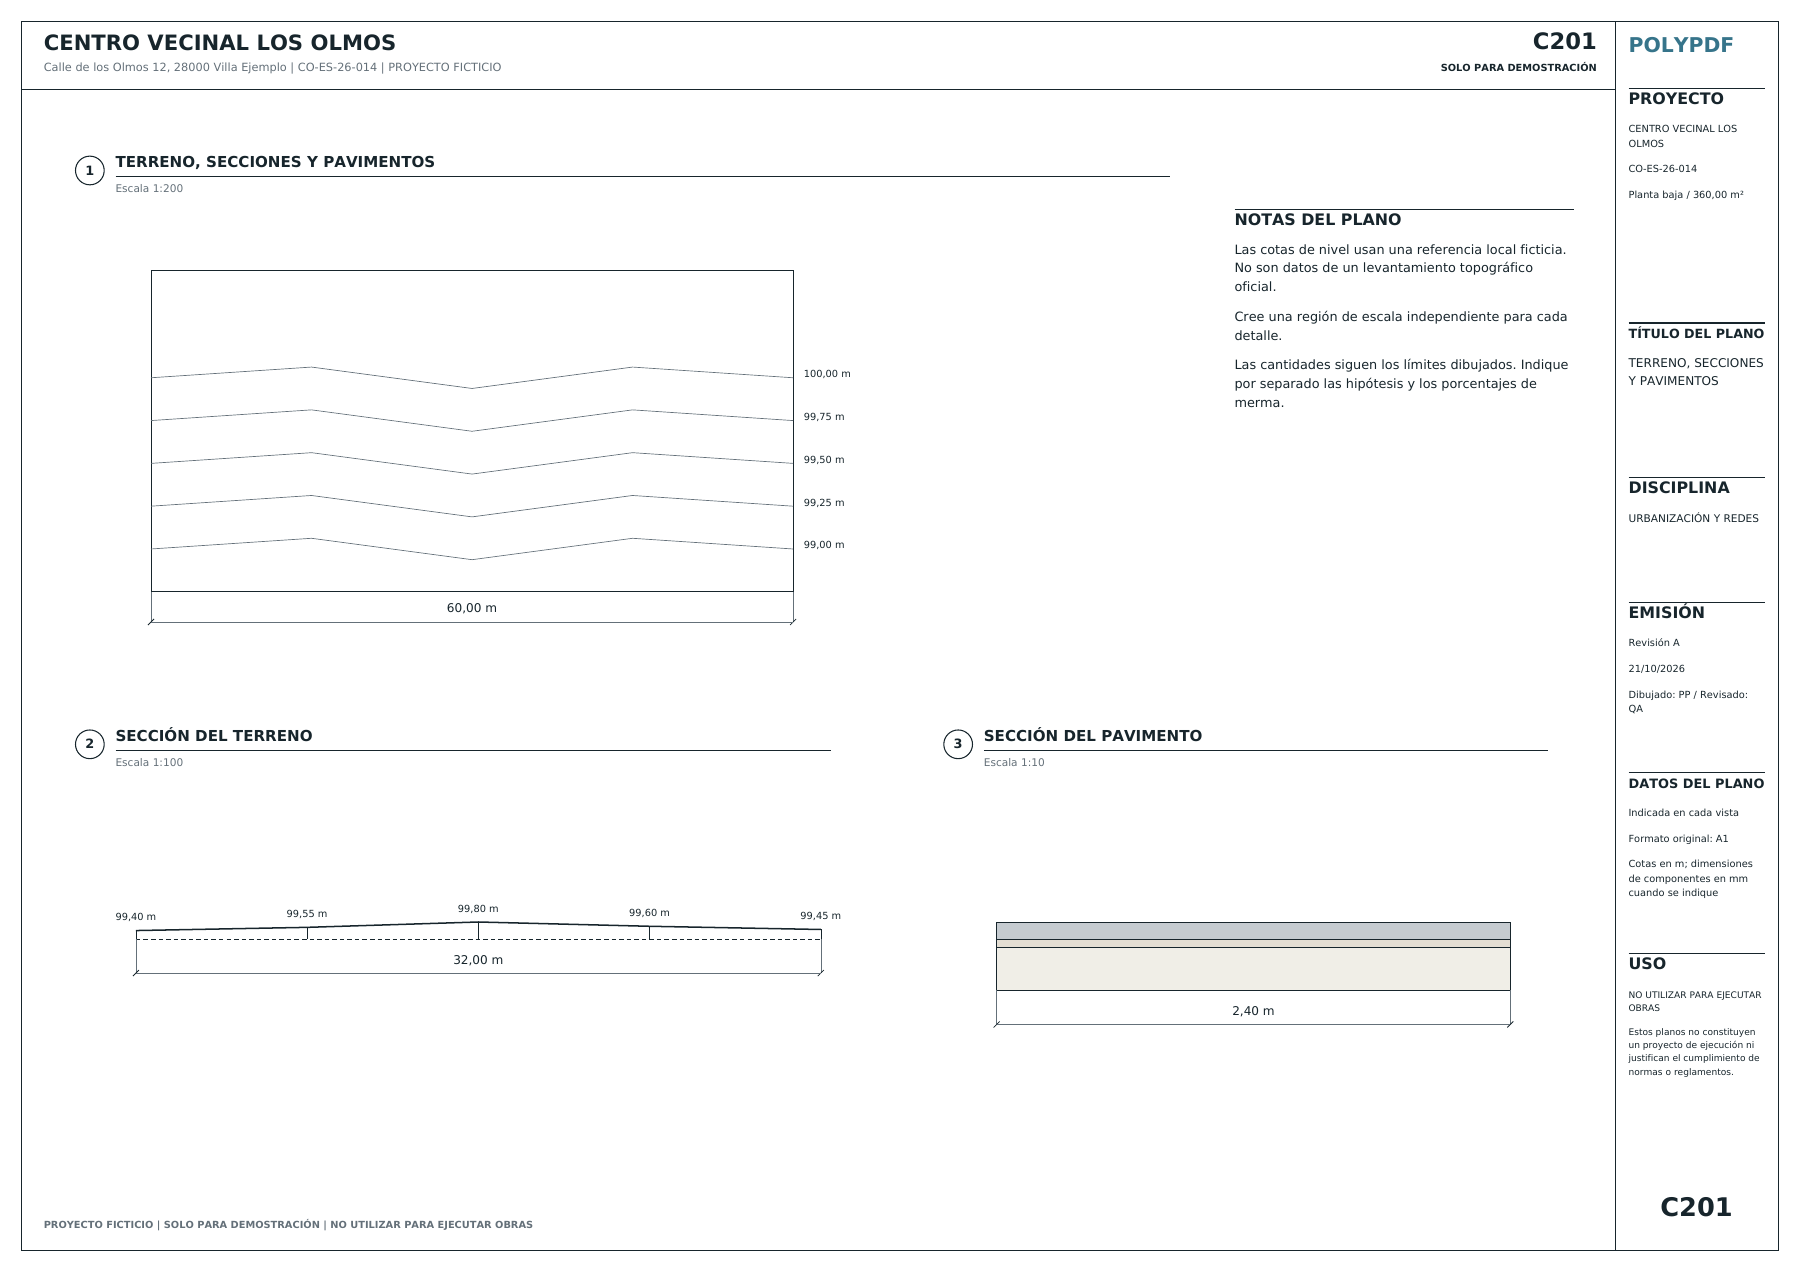 CENTRO VECINAL LOS OLMOS
Calle de los Olmos 12, 28000 Villa Ejemplo | CO-ES-26-014 | PROYECTO FICTICIO
C201
SOLO PARA DEMOSTRACIÓN
1
TERRENO, SECCIONES Y PAVIMENTOS
Escala 1:200
100,00 m
99,75 m
99,50 m
99,25 m
99,00 m
60,00 m
NOTAS DEL PLANO
Las cotas de nivel usan una referencia local ficticia.
No son datos de un levantamiento topográfico
oficial.
Cree una región de escala independiente para cada
detalle.
Las cantidades siguen los límites dibujados. Indique
por separado las hipótesis y los porcentajes de
merma.
2
SECCIÓN DEL TERRENO
Escala 1:100
99,40 m
99,55 m
99,80 m
99,60 m
99,45 m
32,00 m
3
SECCIÓN DEL PAVIMENTO
Escala 1:10
2,40 m
PROYECTO FICTICIO | SOLO PARA DEMOSTRACIÓN | NO UTILIZAR PARA EJECUTAR OBRAS
POLYPDF
PROYECTO
CENTRO VECINAL LOS
OLMOS
CO-ES-26-014
Planta baja / 360,00 m²
TÍTULO DEL PLANO
TERRENO, SECCIONES
Y PAVIMENTOS
DISCIPLINA
URBANIZACIÓN Y REDES
EMISIÓN
Revisión A
21/10/2026
Dibujado: PP / Revisado:
QA
DATOS DEL PLANO
Indicada en cada vista
Formato original: A1
Cotas en m; dimensiones
de componentes en mm
cuando se indique
USO
NO UTILIZAR PARA EJECUTAR
OBRAS
Estos planos no constituyen
un proyecto de ejecución ni
justifican el cumplimiento de
normas o reglamentos.
C201